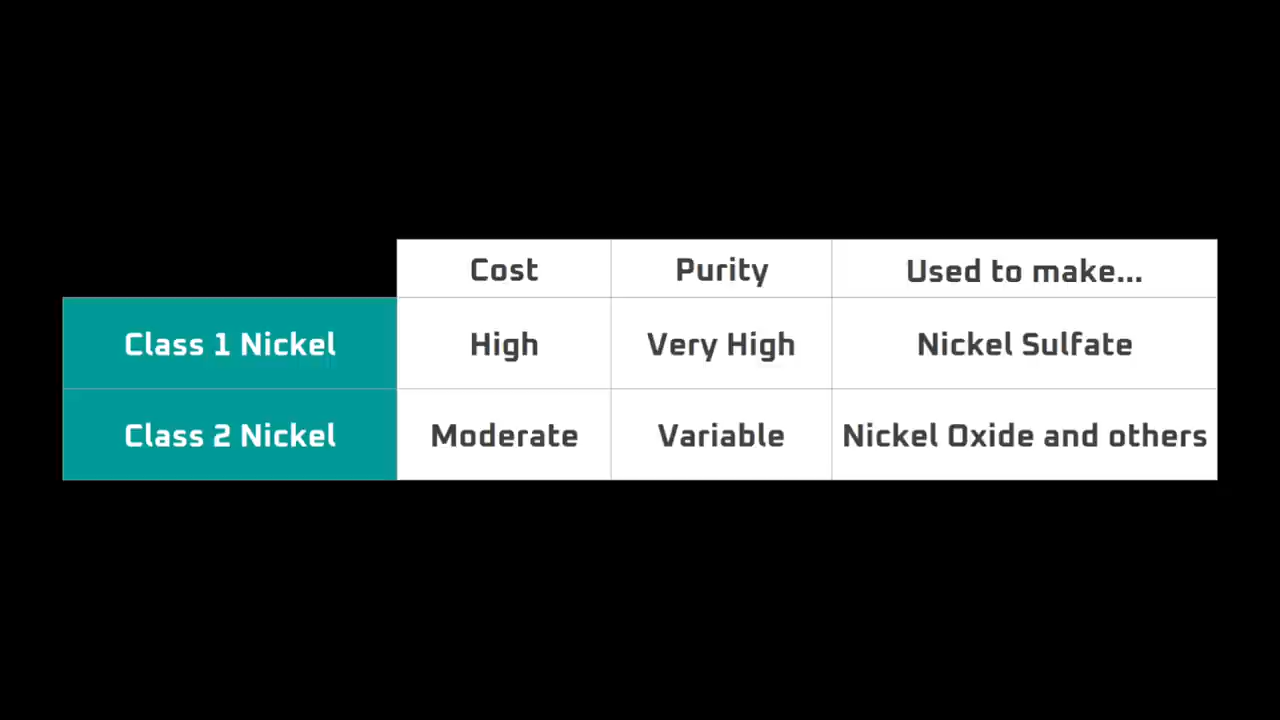 Cost Purity Used to make...
Class 1 Nickel High Very High Nickel Sulfate
Class 2 Nickel Moderate Variable Nickel Oxide and others